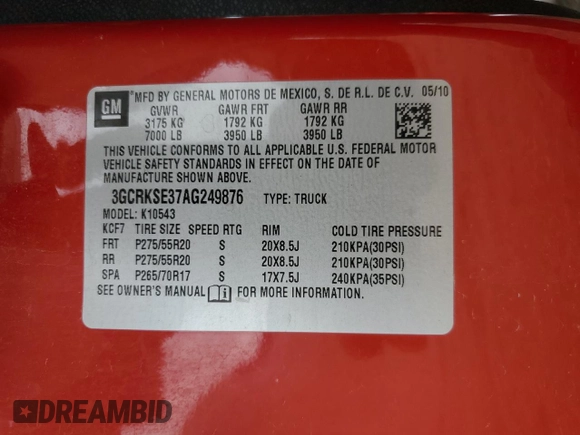 GM
®MFD BY GENERAL MOTORS DE MEXICO, S. DE R.L. DE C.V. 05/10
GVWR GAWR FRT GAWR RR
3175 KG 1792 KG 1792 KG
7000 LB 3950 LB 3950 LB
THIS VEHICLE CONFORMS TO ALL APPLICABLE U.S. FEDERAL MOTOR
VEHICLE SAFETY STANDARDS IN EFFECT ON THE DATE OF
MANUFACTURE SHOWN ABOVE.
3GCRKSE37AG249876 TYPE: TRUCK
MODEL: K10543
KCF7 TIRE SIZE SPEED RTG RIM COLD TIRE PRESSURE
FRT P275/55R20 S 20X8.5J 210KPA(30PSI)
RR P275/55R20 S 20X8.5J 210KPA(30PSI)
SPA P265/70R17 S 17X7.5J 240KPA(35PSI)
SEE OWNER'S MANUAL FOR MORE INFORMATION.
DREAMBID